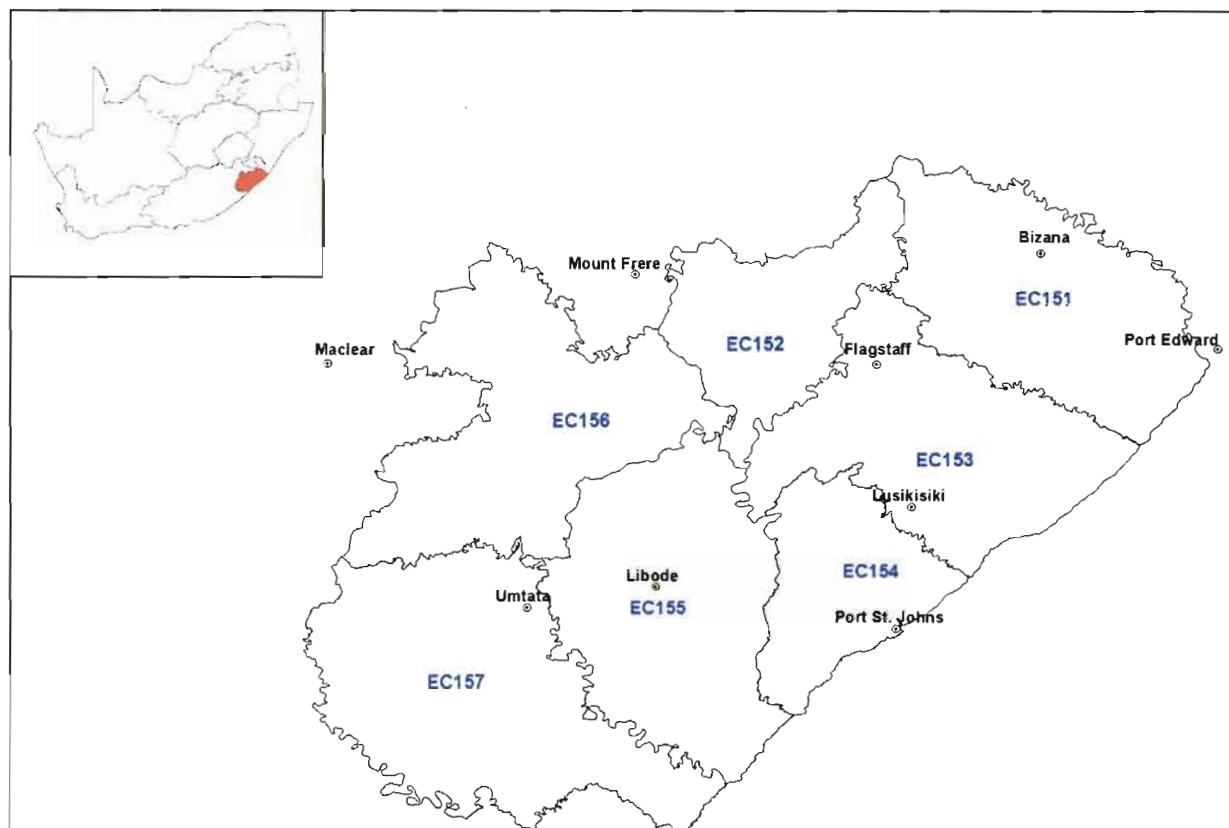 Bizana
Mount Frere
EC151
Port Edward
EC152
Flagstaff
Maclear
EC156
EC153
Lusikisiki
EC154
Libode
Umtata
EC155
Port St. Johns
EC157